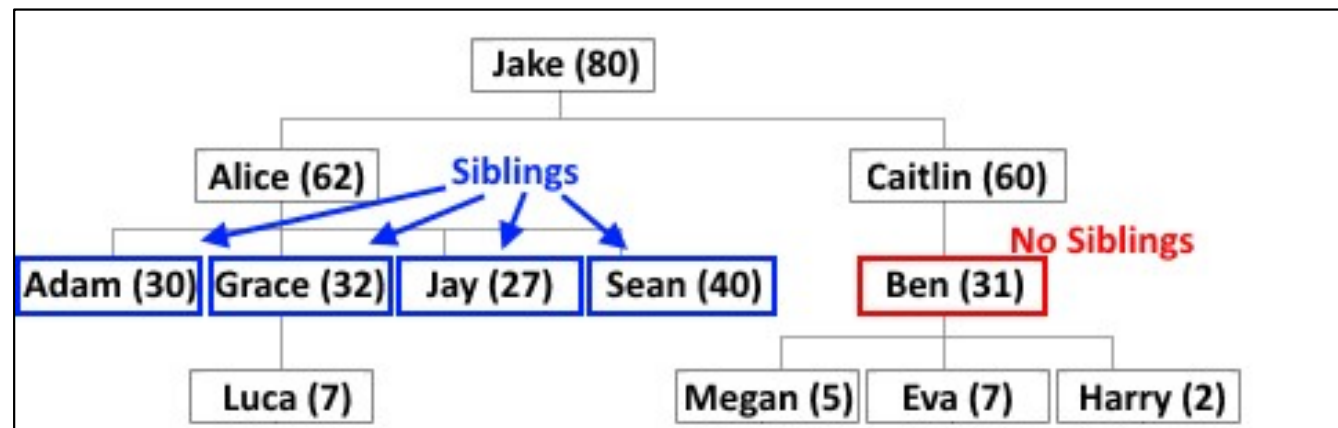 Jake (80)
Alice (62)
Siblings
Caitlin (60)
No Siblings
Adam (30)
Grace (32)
Jay (27)
Sean (40)
Ben (31)
Luca (7)
Megan (5)
Eva (7)
Harry (2)